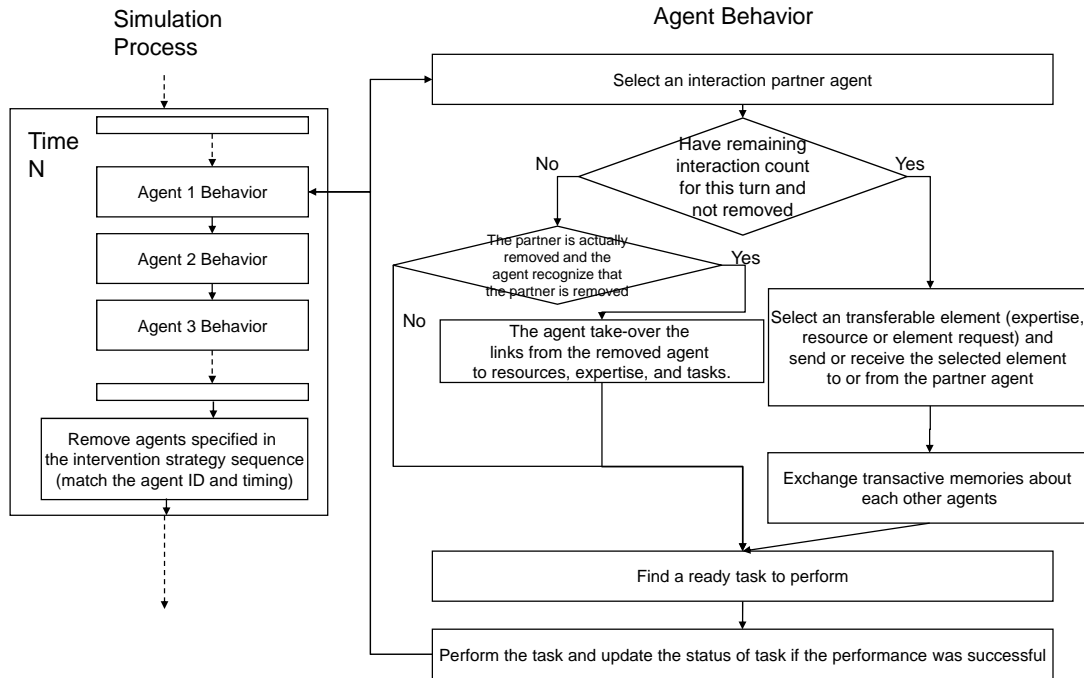 Simulation
Process
Agent Behavior
Time
N
Agent 1 Behavior
Agent 2 Behavior
Agent 3 Behavior
Remove agents specified in
the intervention strategy sequence
(match the agent ID and timing)
Select an interaction partner agent
Have remaining
interaction count
for this turn and
not removed
No
Yes
The partner is actually
removed and the
agent recognize that
the partner is removed
Yes
No
The agent take-over the
links from the removed agent
to resources, expertise, and tasks.
Select an transferable element (expertise,
resource or element request) and
send or receive the selected element
to or from the partner agent
Exchange transactive memories about
each other agents
Find a ready task to perform
Perform the task and update the status of task if the performance was successful